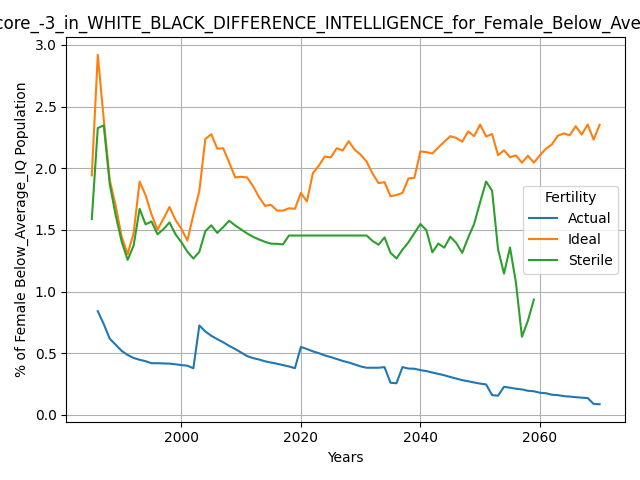 core_-3_in_WHITE_BLACK_DIFFERENCE_INTELLIGENCE_for_Female_Below_Ave
% of Female Below_Average_IQ Population
3.0
2.5
2.0
1.5
1.0
0.5
0.0
Fertility
Actual
Ideal
Sterile
2000
2020
2040
2060
Years